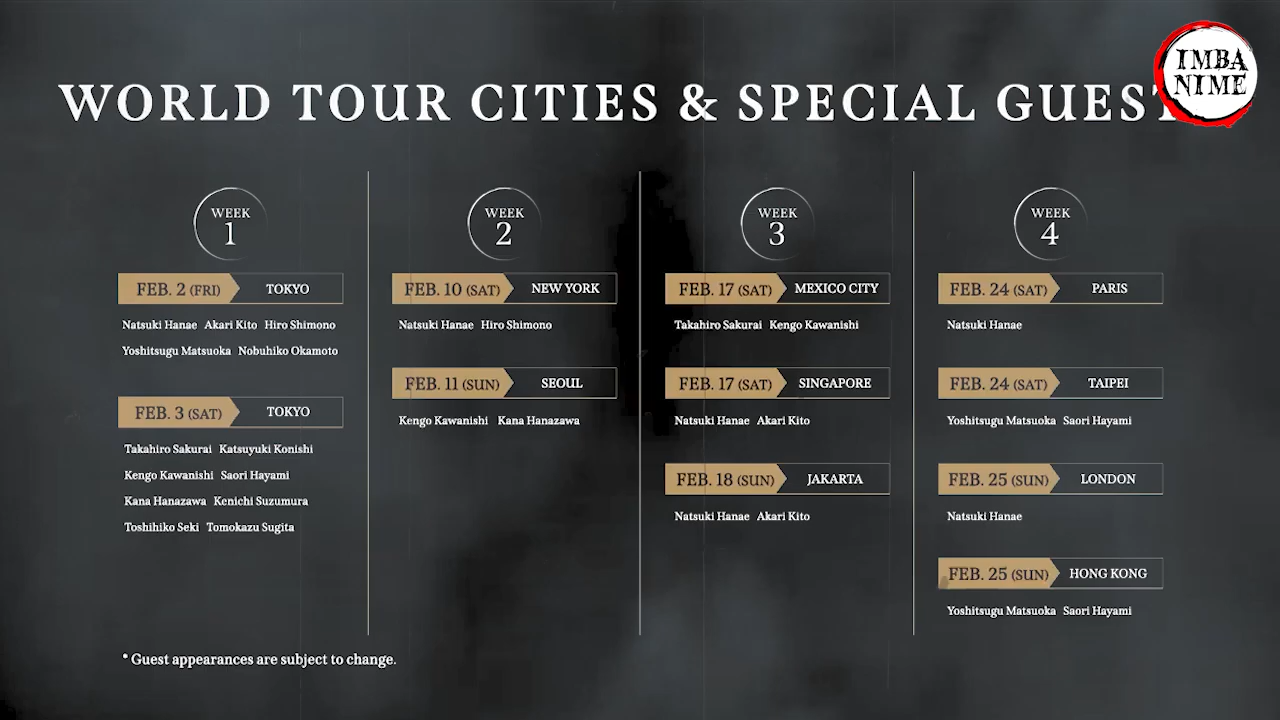 WORLD TOUR CITIES & SPECIAL GUEST
IMBA
NIME
WEEK
1
FEB. 2 (FRI) TOKYO
Natsuki Hanae Akari Kito Hiro Shimono
Yoshitsugu Matsuoka Nobuhiko Okamoto
FEB. 3 (SAT) TOKYO
Takahiro Sakurai Katsuyuki Konishi
Kengo Kawanishi Saori Hayami
Kana Hanazawa Kenichi Suzumura
Toshihiko Seki Tomokazu Sugita
WEEK
2
FEB. 10 (SAT) NEW YORK
Natsuki Hanae Hiro Shimono
FEB. 11 (SUN) SEOUL
Kengo Kawanishi Kana Hanazawa
WEEK
3
FEB. 17 (SAT) MEXICO CITY
Takahiro Sakurai Kengo Kawanishi
FEB. 17 (SAT) SINGAPORE
Natsuki Hanae Akari Kito
FEB. 18 (SUN) JAKARTA
Natsuki Hanae Akari Kito
WEEK
4
FEB. 24 (SAT) PARIS
Natsuki Hanae
FEB. 24 (SAT) TAIPEI
Yoshitsugu Matsuoka Saori Hayami
FEB. 25 (SUN) LONDON
Natsuki Hanae
FEB. 25 (SUN) HONG KONG
Yoshitsugu Matsuoka Saori Hayami
* Guest appearances are subject to change.